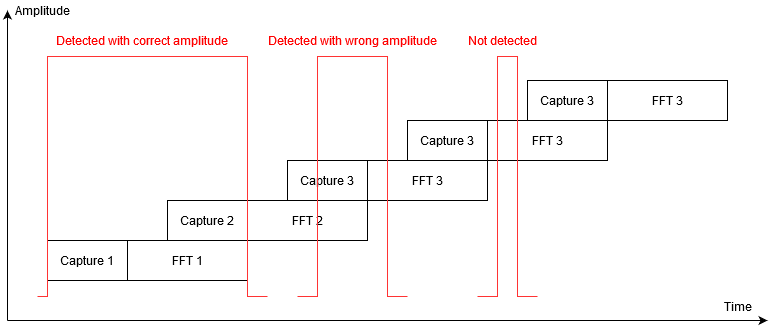 Amplitude
Detected with correct amplitude
Detected with wrong amplitude
Not detected
Capture 3
FFT 3
Capture 3
FFT 3
Capture 3
FFT 3
Capture 2
FFT 2
Capture 1
FFT 1
Time